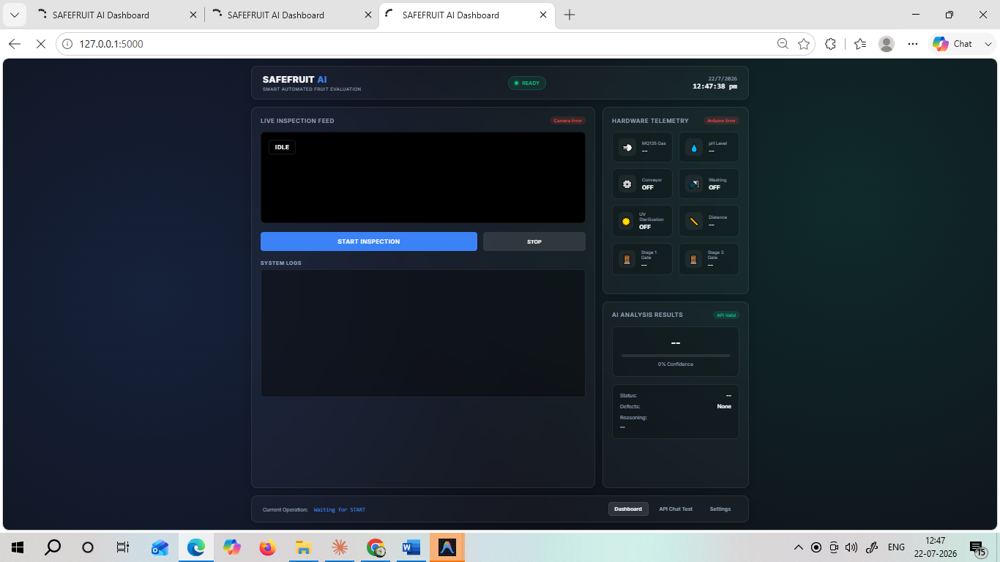 SAFEFRUIT AI Dashboard
SAFEFRUIT AI Dashboard
SAFEFRUIT AI Dashboard
127.0.0.1:5000
Chat
SAFEFRUIT AI
SMART AUTOMATED FRUIT EVALUATION
READY
22/7/2026
12:47:38 pm
LIVE INSPECTION FEED
Camera Error
IDLE
START INSPECTION
STOP
SYSTEM LOGS
HARDWARE TELEMETRY
Arduino Error
MQ135 Gas
--
pH Level
--
Conveyor
OFF
Washing
OFF
UV
Sterilization
OFF
Distance
--
Stage 1
Gate
--
Stage 3
Gate
--
AI ANALYSIS RESULTS
API Valid
--
0% Confidence
Status: --
Defects: None
Reasoning:
--
Current Operation: Waiting for START
Dashboard
API Chat Test
Settings
ENG
12:47
22-07-2026
15